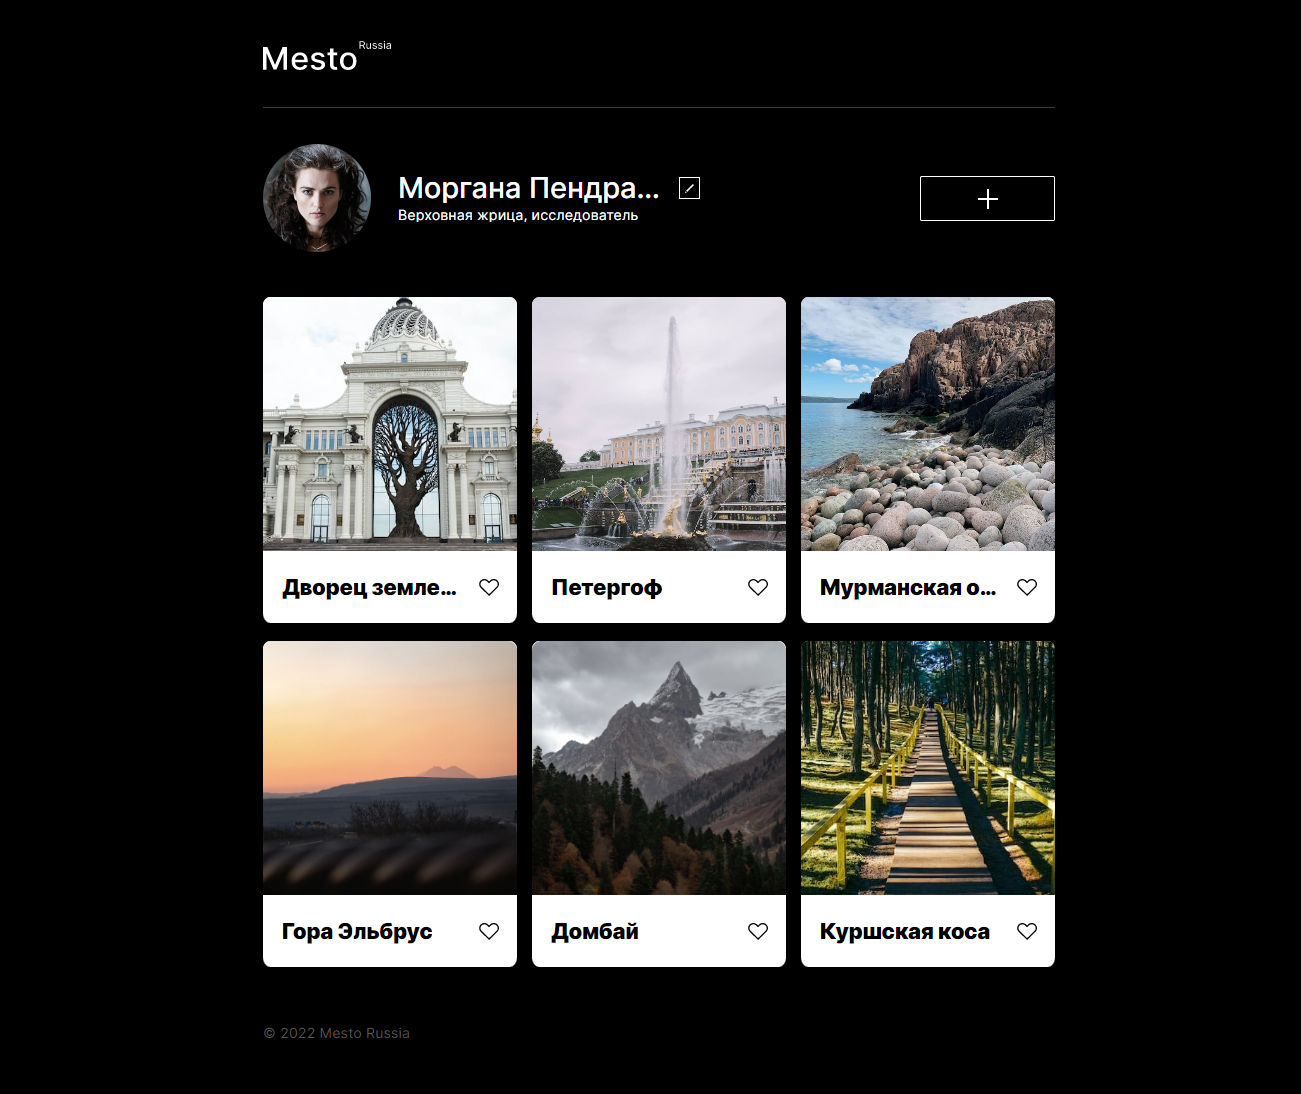 Mesto Russia
Моргана Пендра...
Верховная жрица, исследователь
Дворец земле...
Петергоф
Мурманская о...
Гора Эльбрус
Домбай
Куршская коса
© 2022 Mesto Russia